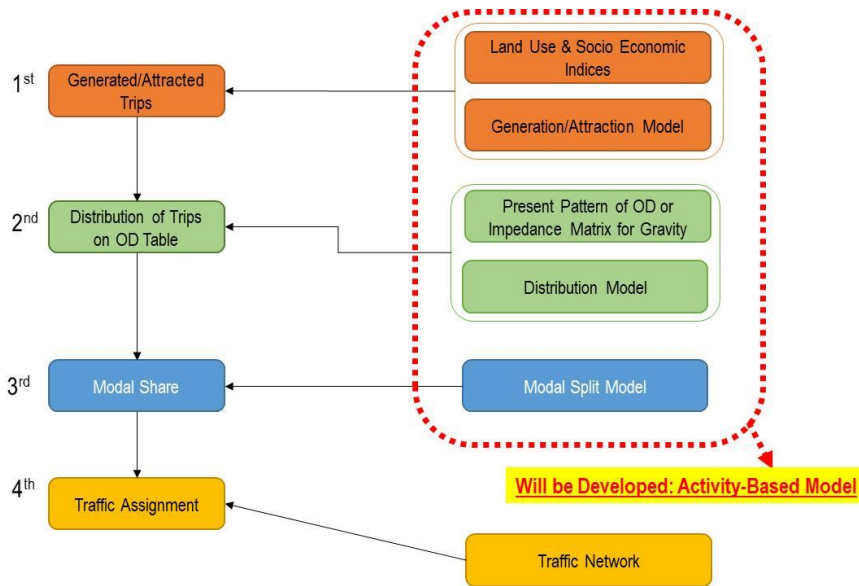 Land Use & Socio Economic
Indices
1st
Generated/Attracted
Trips
Generation/Attraction Model
2nd
Distribution of Trips
on OD Table
Present Pattern of OD or
Impedance Matrix for Gravity
Distribution Model
3rd
Modal Share
Modal Split Model
4th
Traffic Assignment
Will be Developed: Activity-Based Model
Traffic Network